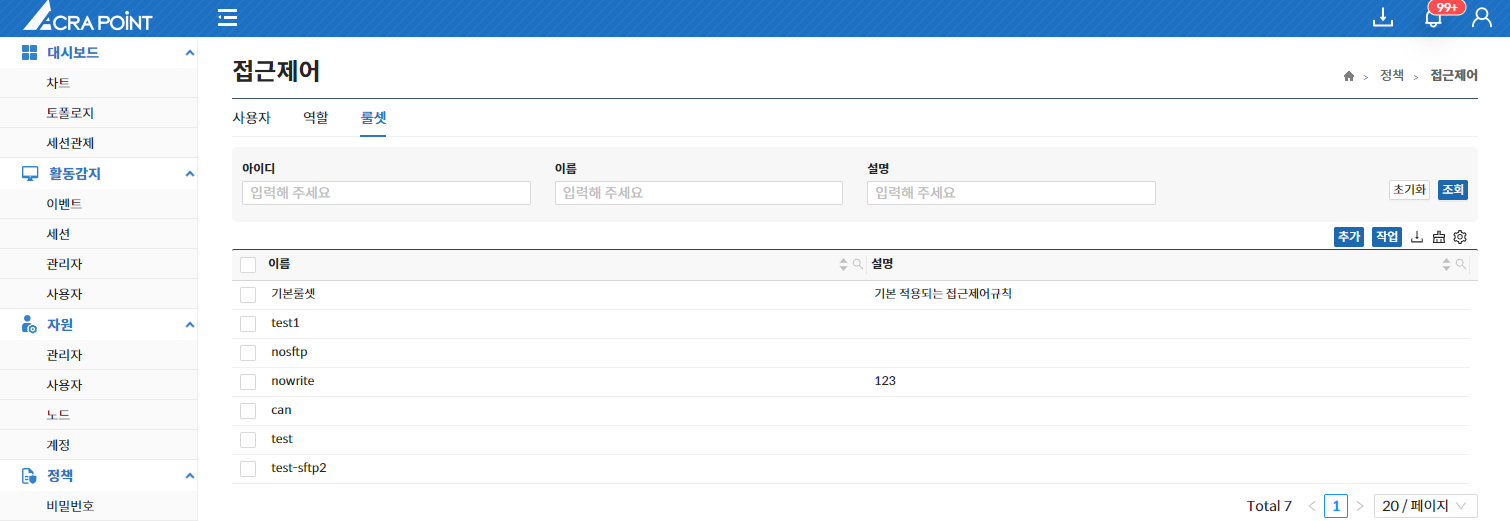 ACRA POINT
99+
대시보드
차트
토폴로지
세션관제
활동감지
이벤트
세션
관리자
사용자
자원
관리자
사용자
노드
계정
정책
비밀번호
접근제어
> 정책 > 접근제어
사용자 역할 룰셋
아이디 이름 설명
입력해 주세요 입력해 주세요 입력해 주세요 초기화 조회
추가 작업
이름 설명
기본룰셋 기본 적용되는 접근제어규칙
test1
nosftp
nowrite 123
can
test
test-sftp2
Total 7 < 1 > 20 / 페이지